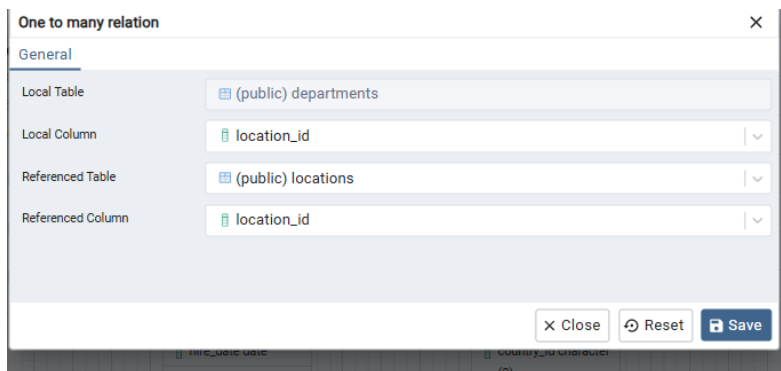 One to many relation
General
Local Table
(public) departments
Local Column
location_id
Referenced Table
(public) locations
Referenced Column
location_id
Close
Reset
Save
hire_date date
country_id character